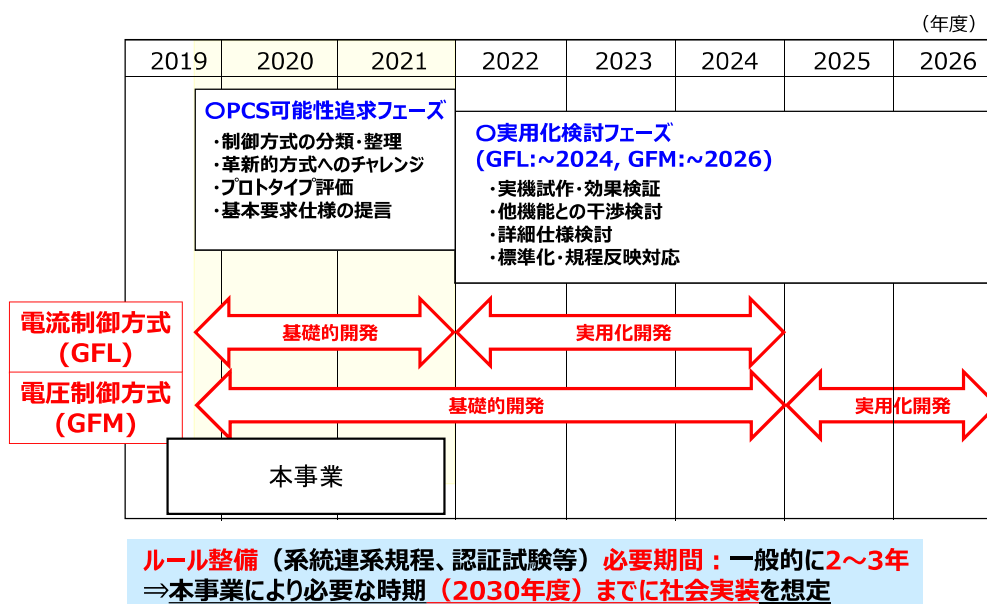 （年度）
2019 2020 2021 2022 2023 2024 2025 2026
○PCS可能性追求フェーズ
・制御方式の分類・整理
・革新的方式へのチャレンジ
・プロトタイプ評価
・基本要求仕様の提言
○実用化検討フェーズ
(GFL:~2024, GFM:~2026)
・実機試作・効果検証
・他機能との干渉検討
・詳細仕様検討
・標準化・規程反映対応
電流制御方式
(GFL)
基礎的開発 実用化開発
電圧制御方式
(GFM)
基礎的開発 実用化開発
本事業
ルール整備（系統連系規程、認証試験等）必要期間：一般的に2～3年
⇒本事業により必要な時期（2030年度）までに社会実装を想定